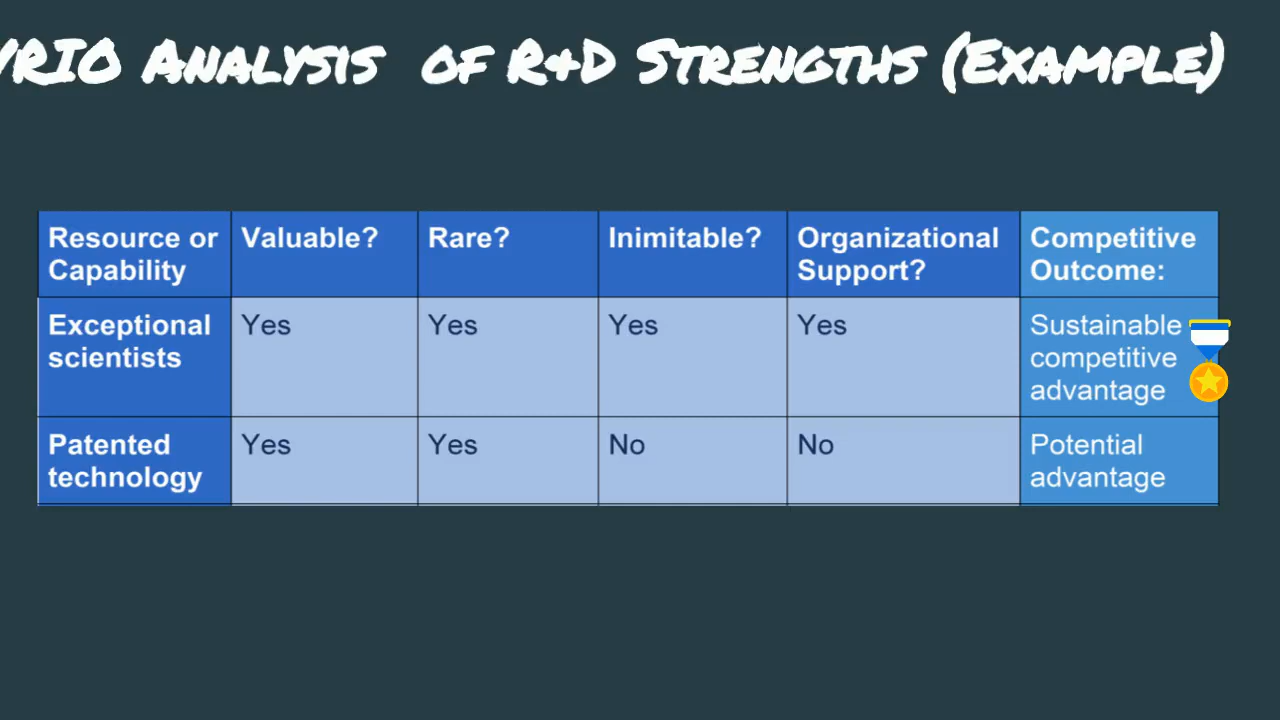 VRIO Analysis of R&D Strengths (Example)
Resource or Capability | Valuable? | Rare? | Inimitable? | Organizational Support? | Competitive Outcome:
Exceptional scientists | Yes | Yes | Yes | Yes | Sustainable competitive advantage
Patented technology | Yes | Yes | No | No | Potential advantage